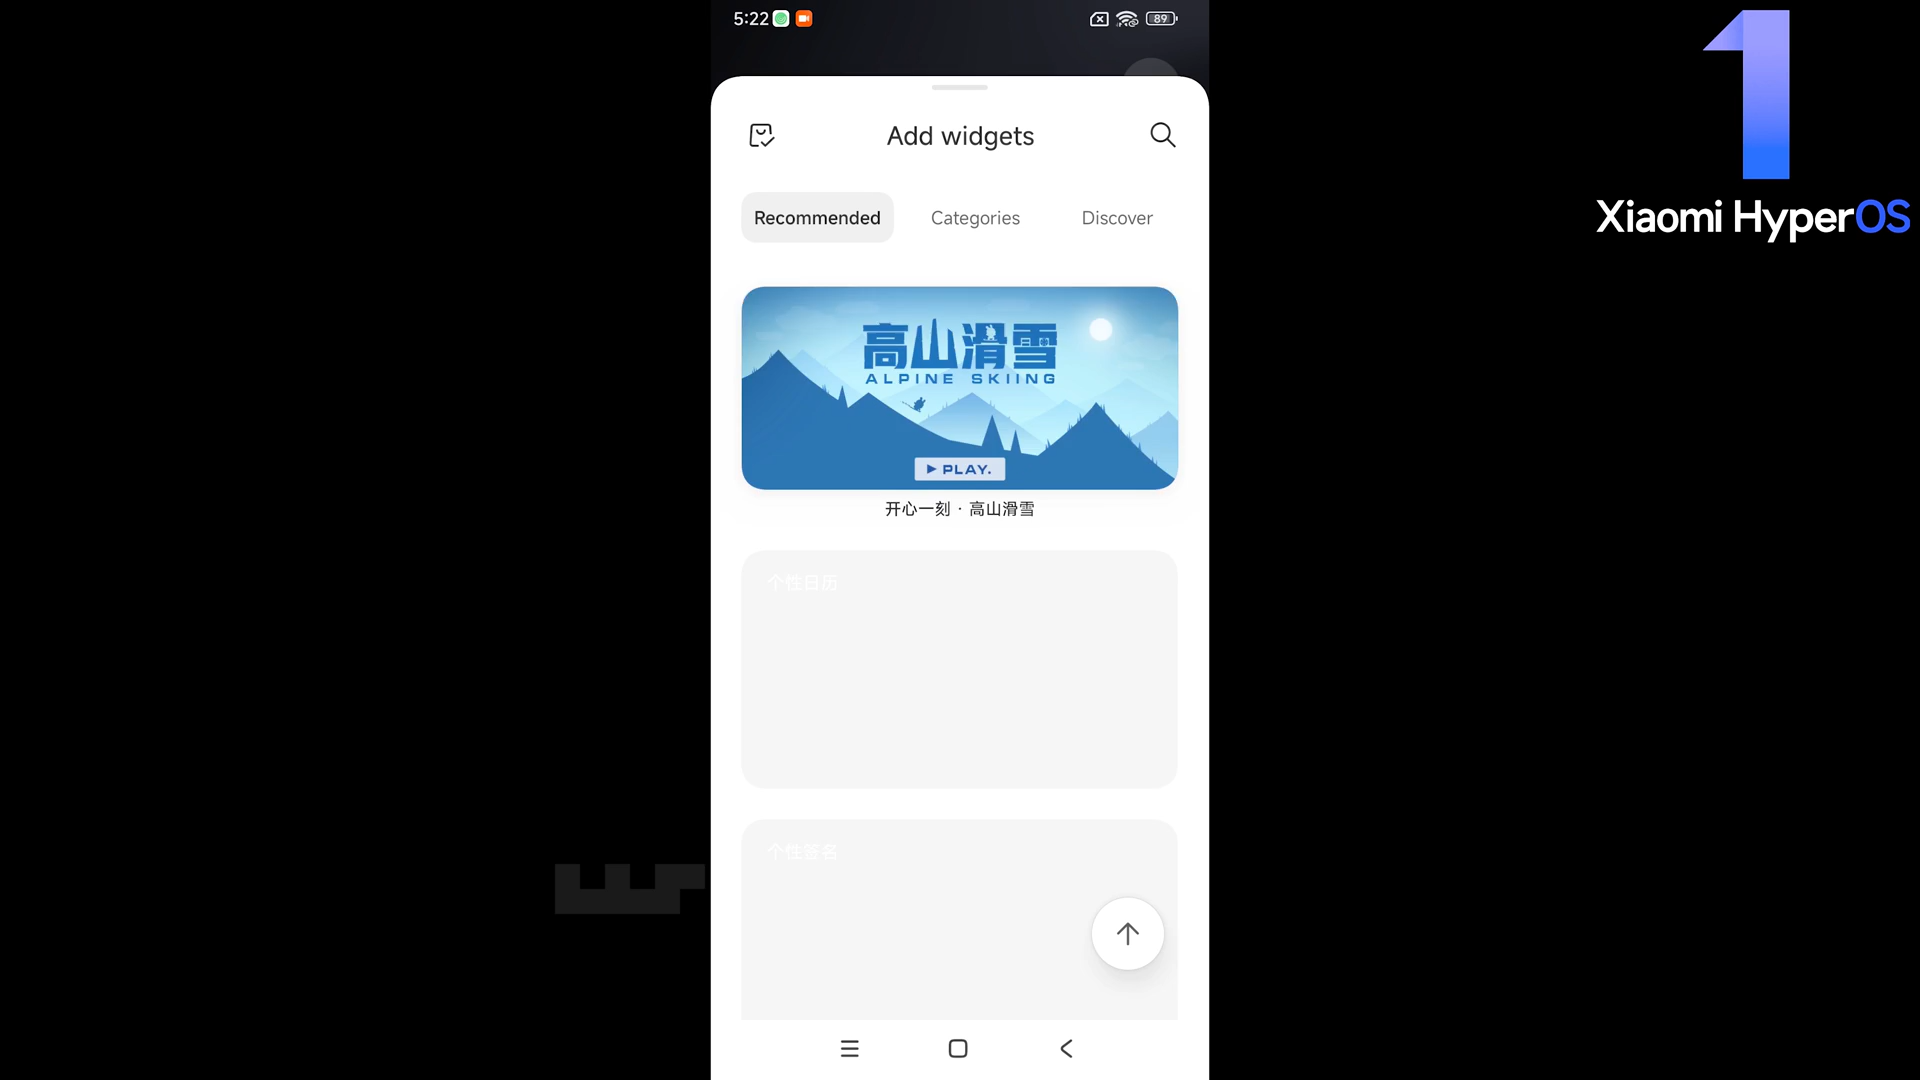 5:22
89
Xiaomi HyperOS
Add widgets
Recommended
Categories
Discover
高山滑雪
ALPINE SKIING
PLAY.
开心一刻 · 高山滑雪
个性日历
个性签名